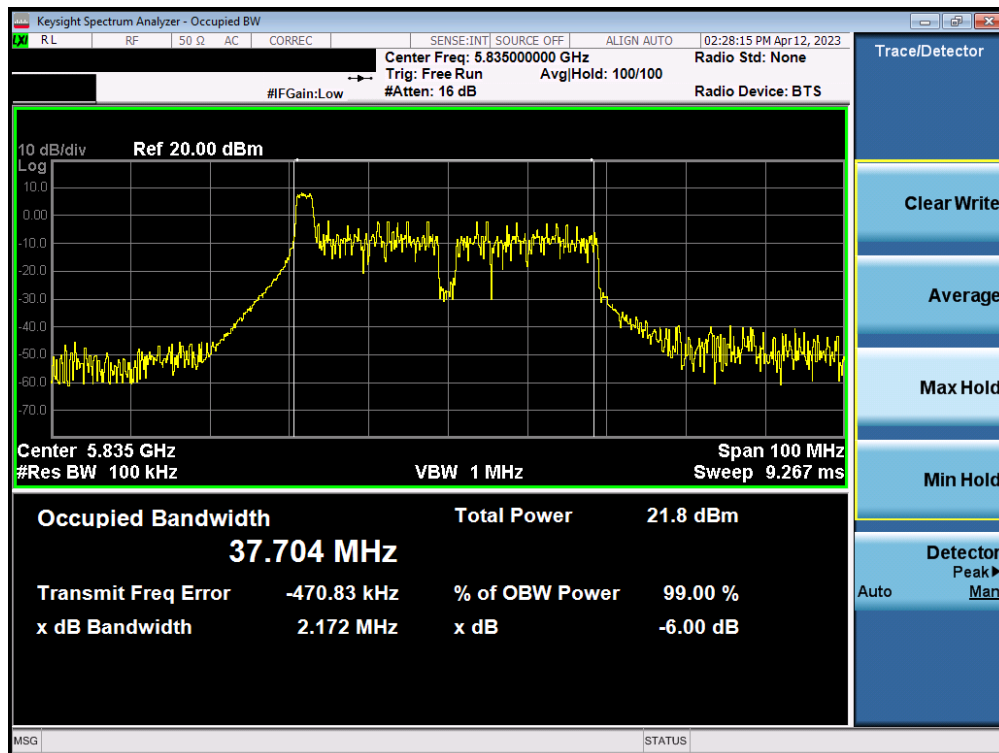 Keysight Spectrum Analyzer - Occupied BW
LXI RL RF 50 Ω AC CORREC SENSE:INT SOURCE OFF ALIGN AUTO 02:28:15 PM Apr 12, 2023
Center Freq: 5.835000000 GHz Radio Std: None
Trig: Free Run Avg|Hold: 100/100
#IFGain:Low #Atten: 16 dB Radio Device: BTS
10 dB/div Ref 20.00 dBm
Log
10.0
0.00
-10.0
-20.0
-30.0
-40.0
-50.0
-60.0
-70.0
Center 5.835 GHz Span 100 MHz
#Res BW 100 kHz VBW 1 MHz Sweep 9.267 ms
Occupied Bandwidth Total Power 21.8 dBm
37.704 MHz
Transmit Freq Error -470.83 kHz % of OBW Power 99.00 %
x dB Bandwidth 2.172 MHz x dB -6.00 dB
Trace/Detector
Clear Write
Average
Max Hold
Min Hold
Detector
Peak▶
Auto Man
MSG STATUS